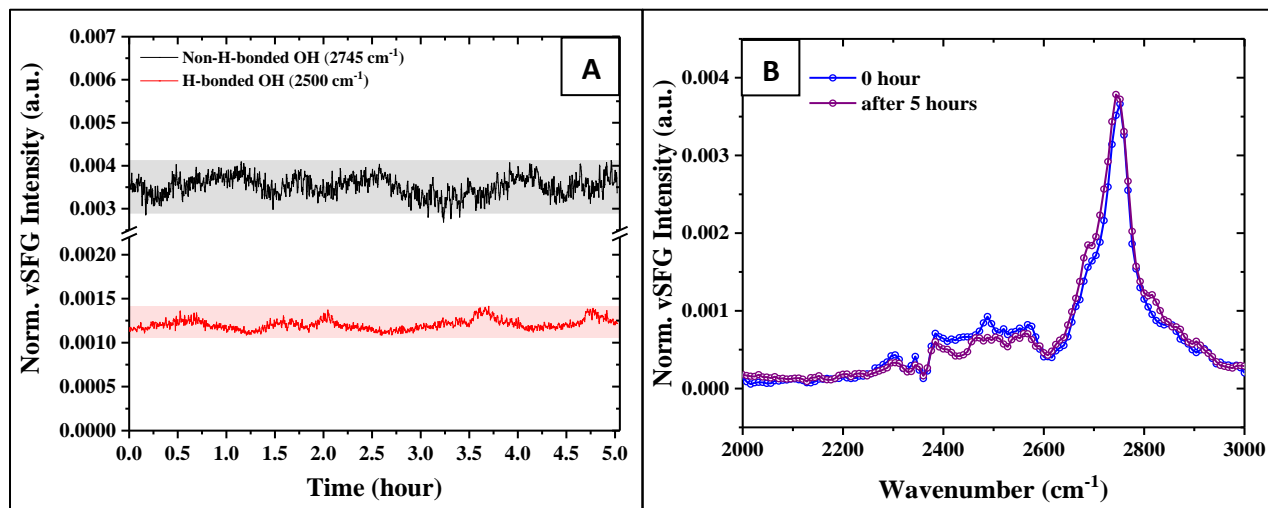 A
Non-H-bonded OH (2745 cm⁻¹)
H-bonded OH (2500 cm⁻¹)
Norm. vSFG Intensity (a.u.)
0.007
0.006
0.005
0.004
0.003
0.0020
0.0015
0.0010
0.0005
0.0000
0.0 0.5 1.0 1.5 2.0 2.5 3.0 3.5 4.0 4.5 5.0
Time (hour)
B
0 hour
after 5 hours
Norm. vSFG Intensity (a.u.)
0.004
0.003
0.002
0.001
0.000
2000 2200 2400 2600 2800 3000
Wavenumber (cm⁻¹)